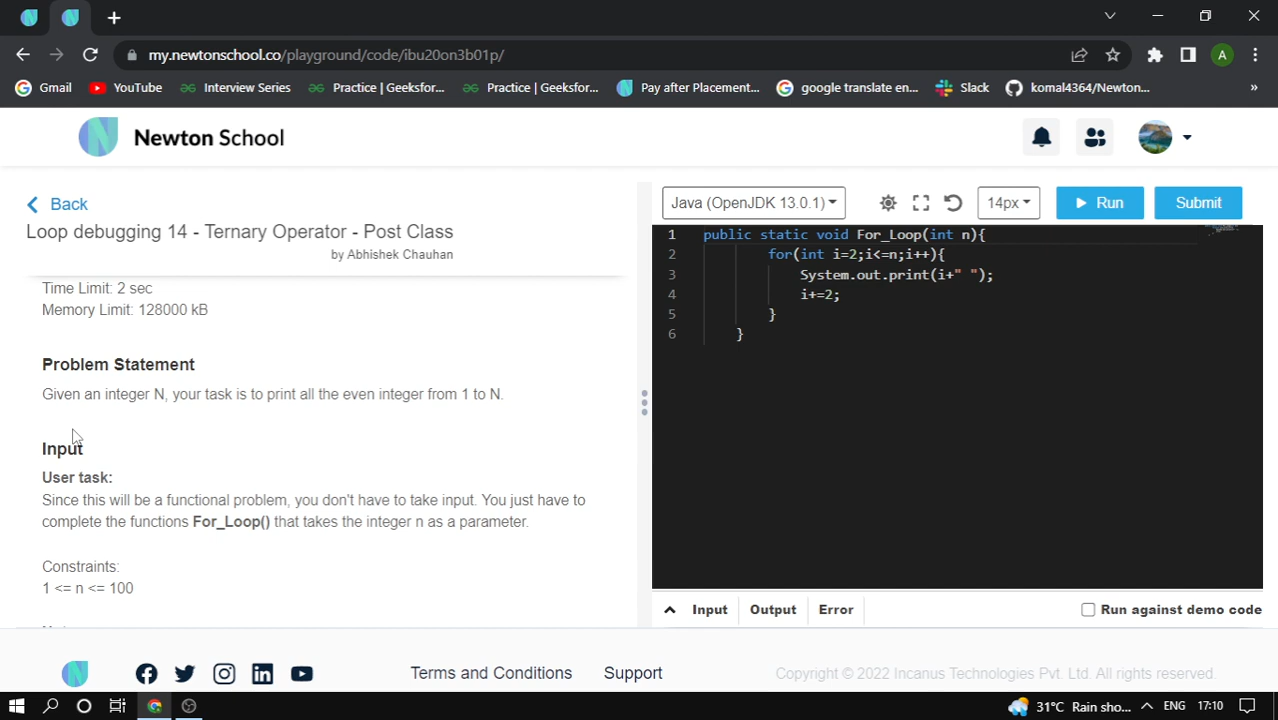 my.newtonschool.co/playground/code/ibu20on3b01p/
A
Gmail YouTube Interview Series Practice | Geeksfor... Practice | Geeksfor... Pay after Placement... google translate en... Slack komal4364/Newton... »
Newton School
Back
Loop debugging 14 - Ternary Operator - Post Class
by Abhishek Chauhan
Time Limit: 2 sec
Memory Limit: 128000 kB
Problem Statement
Given an integer N, your task is to print all the even integer from 1 to N.
Input
User task:
Since this will be a functional problem, you don't have to take input. You just have to
complete the functions For_Loop() that takes the integer n as a parameter.
Constraints:
1 <= n <= 100
Java (OpenJDK 13.0.1) 14px Run Submit
1 public static void For_Loop(int n){
2 for(int i=2;i<=n;i++){
3 System.out.print(i+" ");
4 i+=2;
5 }
6 }
Input Output Error Run against demo code
Terms and Conditions Support Copyright © 2022 Incanus Technologies Pvt. Ltd. All rights reserved.
31°C Rain sho... ENG 17:10